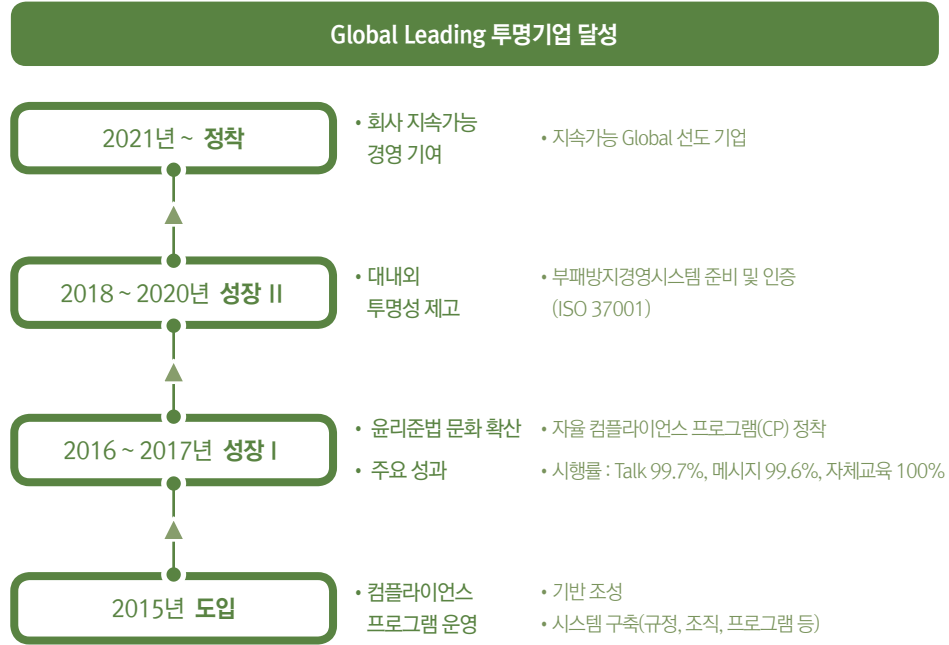 Global Leading 투명기업 달성
2021년 ~ 정착
• 회사 지속가능
경영 기여
• 지속가능 Global 선도 기업
2018 ~ 2020년 성장 II
• 대내외
투명성 제고
• 부패방지경영시스템 준비 및 인증
(ISO 37001)
2016 ~ 2017년 성장 I
• 윤리준법 문화 확산
• 자율 컴플라이언스 프로그램(CP) 정착
• 주요 성과
• 시행률 : Talk 99.7%, 메시지 99.6%, 자체교육 100%
2015년 도입
• 컴플라이언스
프로그램 운영
• 기반 조성
• 시스템 구축(규정, 조직, 프로그램 등)